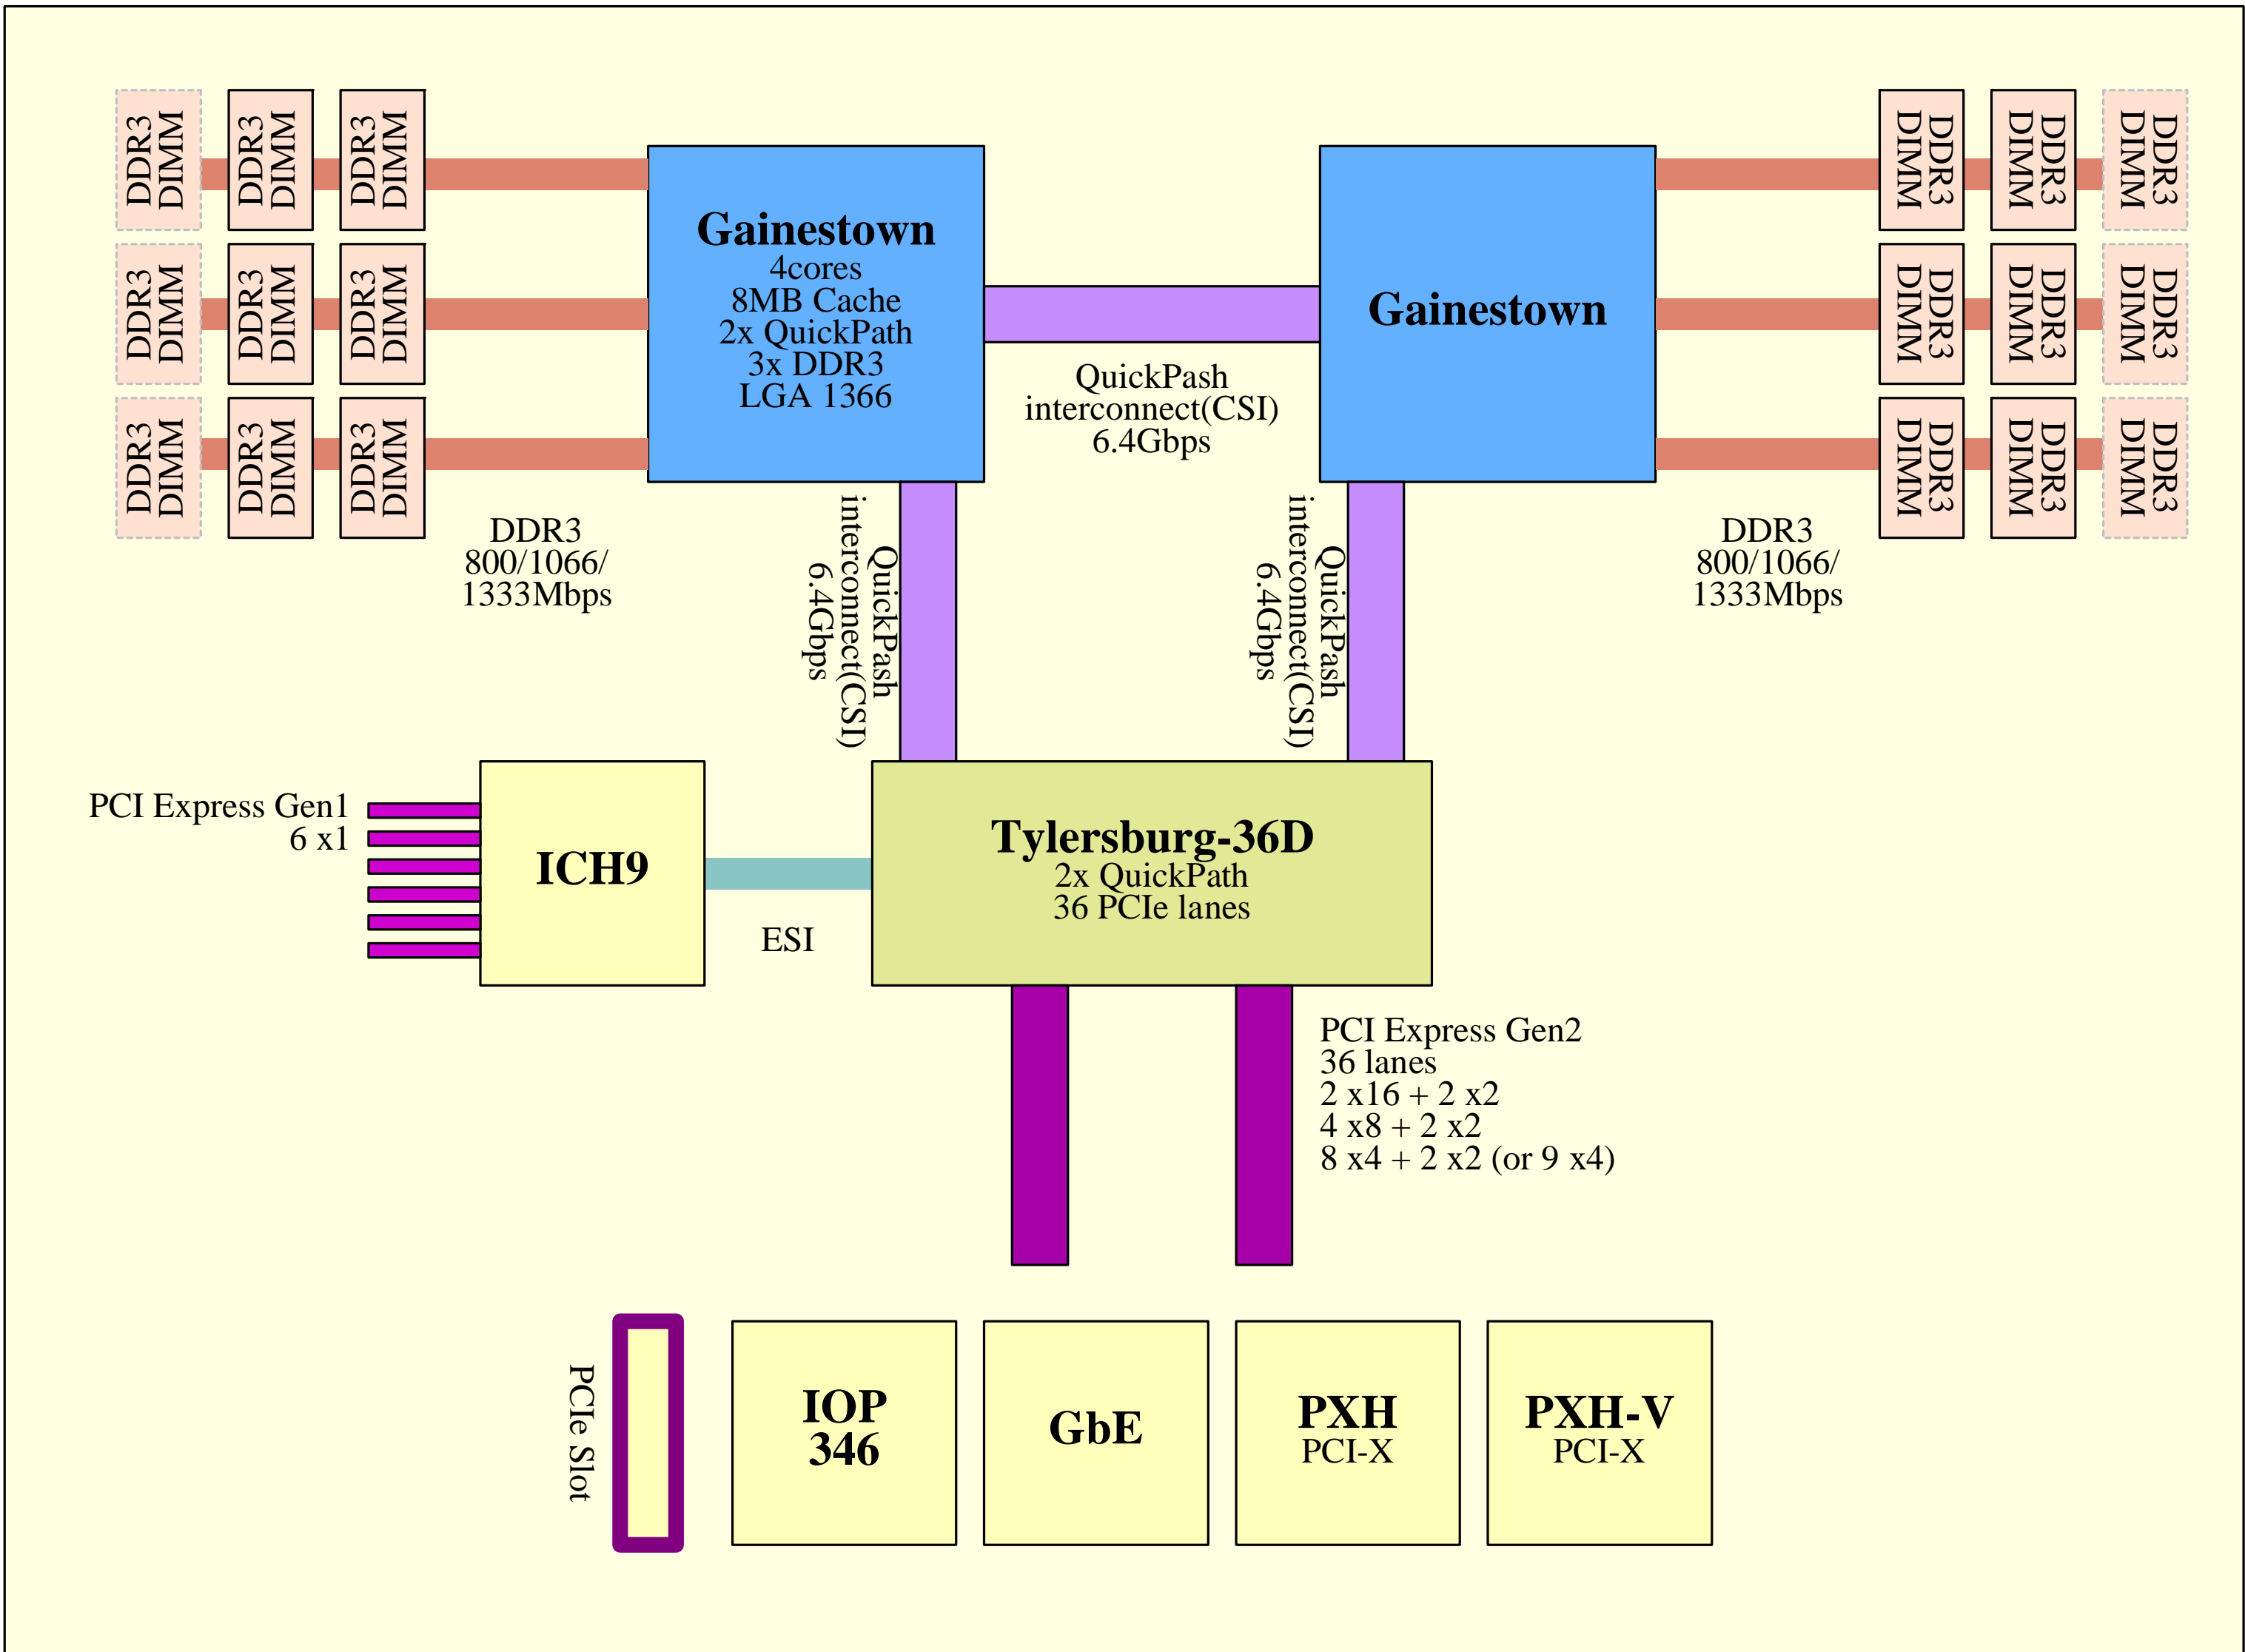 DDR3
DIMM
DDR3
DIMM
DDR3
DIMM
DDR3
DIMM
DDR3
DIMM
DDR3
DIMM
DDR3
DIMM
DDR3
DIMM
DDR3
DIMM
DDR3
800/1066/
1333Mbps
Gainestown
4cores
8MB Cache
2x QuickPath
3x DDR3
LGA 1366
QuickPash
interconnect(CSI)
6.4Gbps
Gainestown
DDR3
DIMM
DDR3
DIMM
DDR3
DIMM
DDR3
DIMM
DDR3
DIMM
DDR3
DIMM
DDR3
DIMM
DDR3
DIMM
DDR3
DIMM
DDR3
800/1066/
1333Mbps
QuickPash
interconnect(CSI)
6.4Gbps
QuickPash
interconnect(CSI)
6.4Gbps
PCI Express Gen1
6 x1
ICH9
ESI
Tylersburg-36D
2x QuickPath
36 PCIe lanes
PCI Express Gen2
36 lanes
2 x16 + 2 x2
4 x8 + 2 x2
8 x4 + 2 x2 (or 9 x4)
PCIe Slot
IOP
346
GbE
PXH
PCI-X
PXH-V
PCI-X